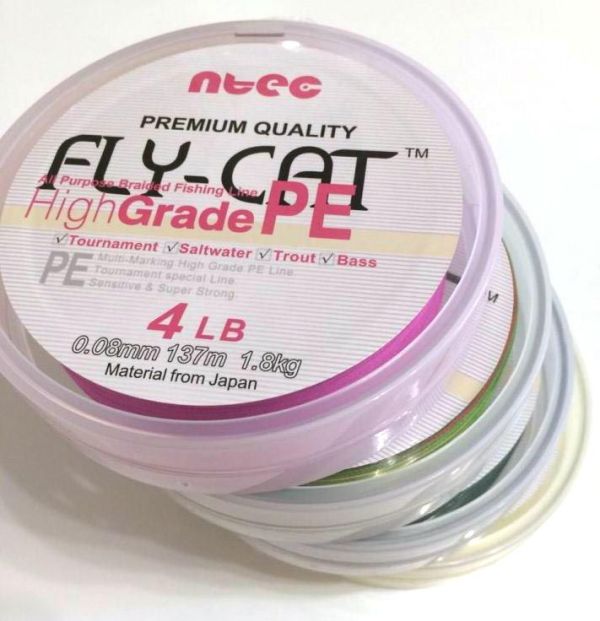 ntec
PREMIUM QUALITY
FLY-CAT™
All Purpose Braided Fishing Line
HighGrade PE
☑Tournament ☑Saltwater ☑Trout ☑Bass
PE Multi-Marking High Grade PE Line
Tournament special Line
Sensitive & Super Strong
4 LB
0.08mm 137m 1.8kg
Material from Japan
M